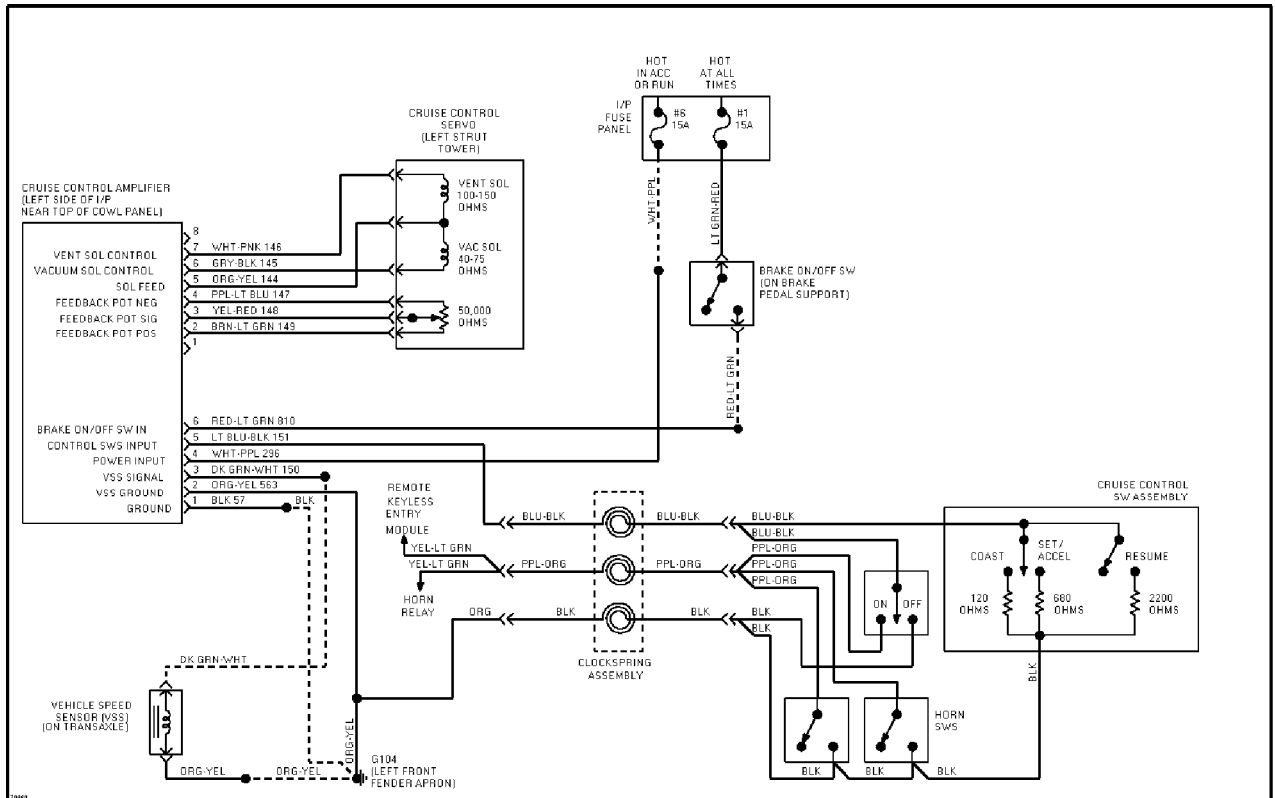 HOT
IN ACC
OR RUN
HOT
AT ALL
TIMES
I/P
FUSE
PANEL
#6
15A
#1
15A
CRUISE CONTROL
SERVO
(LEFT STRUT
TOWER)
VENT SOL
100-150
OHMS
VAC SOL
40-75
OHMS
50,000
OHMS
WHT-PPL
LT GRN-RED
BRAKE ON/OFF SW
(ON BRAKE
PEDAL SUPPORT)
RED-LT GRN
CRUISE CONTROL AMPLIFIER
(LEFT SIDE OF I/P
NEAR TOP OF COWL PANEL)
8
VENT SOL CONTROL 7 WHT-PNK 146
VACUUM SOL CONTROL 6 GRY-BLK 145
SOL FEED 5 ORG-YEL 144
FEEDBACK POT NEG 4 PPL-LT BLU 147
FEEDBACK POT SIG 3 YEL-RED 148
FEEDBACK POT POS 2 BRN-LT GRN 149
1
BRAKE ON/OFF SW IN 6 RED-LT GRN 810
CONTROL SWS INPUT 5 LT BLU-BLK 151
POWER INPUT 4 WHT-PPL 296
VSS SIGNAL 3 DK GRN-WHT 150
VSS GROUND 2 ORG-YEL 563
GROUND 1 BLK 57 BLK
REMOTE
KEYLESS
ENTRY
MODULE
YEL-LT GRN
YEL-LT GRN
HORN
RELAY
BLU-BLK
BLU-BLK
BLU-BLK
BLU-BLK
PPL-ORG
PPL-ORG
PPL-ORG
PPL-ORG
PPL-ORG
ORG
BLK
BLK
BLK
BLK
CLOCKSPRING
ASSEMBLY
ON OFF
CRUISE CONTROL
SW ASSEMBLY
COAST
SET/
ACCEL
RESUME
120
OHMS
680
OHMS
2200
OHMS
BLK
HORN
SWS
BLK
BLK
BLK
DK GRN-WHT
VEHICLE SPEED
SENSOR (VSS)
(ON TRANSAXLE)
ORG-YEL
ORG-YEL
ORG-YEL
G104
(LEFT FRONT
FENDER APRON)